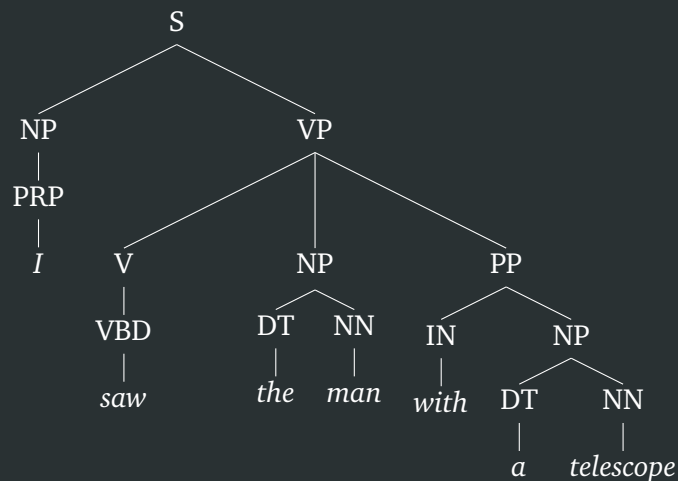 S
NP VP
PRP
I V NP PP
VBD DT NN IN NP
saw the man with DT NN
a telescope